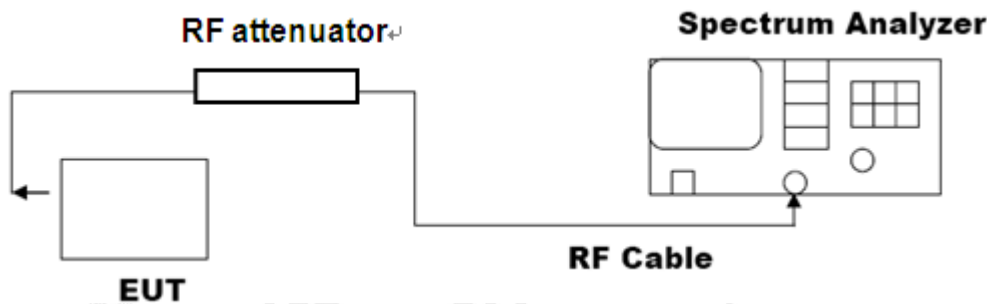 RF attenuator↵
Spectrum Analyzer
RF Cable
EUT